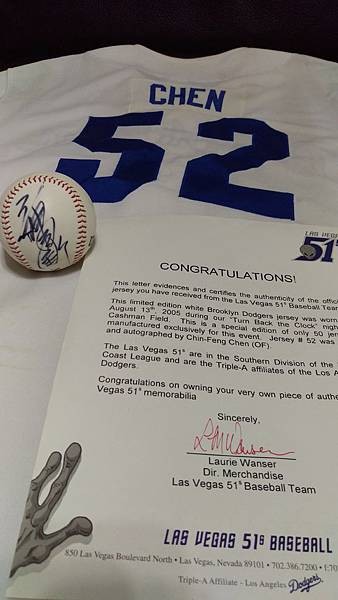 CHEN
52
LAS VEGAS
51s
CONGRATULATIONS!
This letter evidences and certifies the authenticity of the official
jersey you have received from the Las Vegas 51s Baseball Team
This limited edition white Brooklyn Dodgers jersey was worn
August 13th, 2005 during our "Turn Back the Clock" nigh
Cashman Field. This is a special edition of only 50 jer
manufactured exclusively for this event. Jersey # 52 was
and autographed by Chin-Feng Chen (OF).
The Las Vegas 51s are in the Southern Division of the
Coast League and are the Triple-A affiliates of the Los A
Dodgers.
Congratulations on owning your very own piece of authe
Vegas 51s memorabilia
Sincerely,
Laurie Wanser
Dir. Merchandise
Las Vegas 51s Baseball Team
LAS VEGAS 51s BASEBALL
850 Las Vegas Boulevard North • Las Vegas, Nevada 89101 • 702.386.7200 • f:70
Triple-A Affiliate - Los Angeles Dodgers